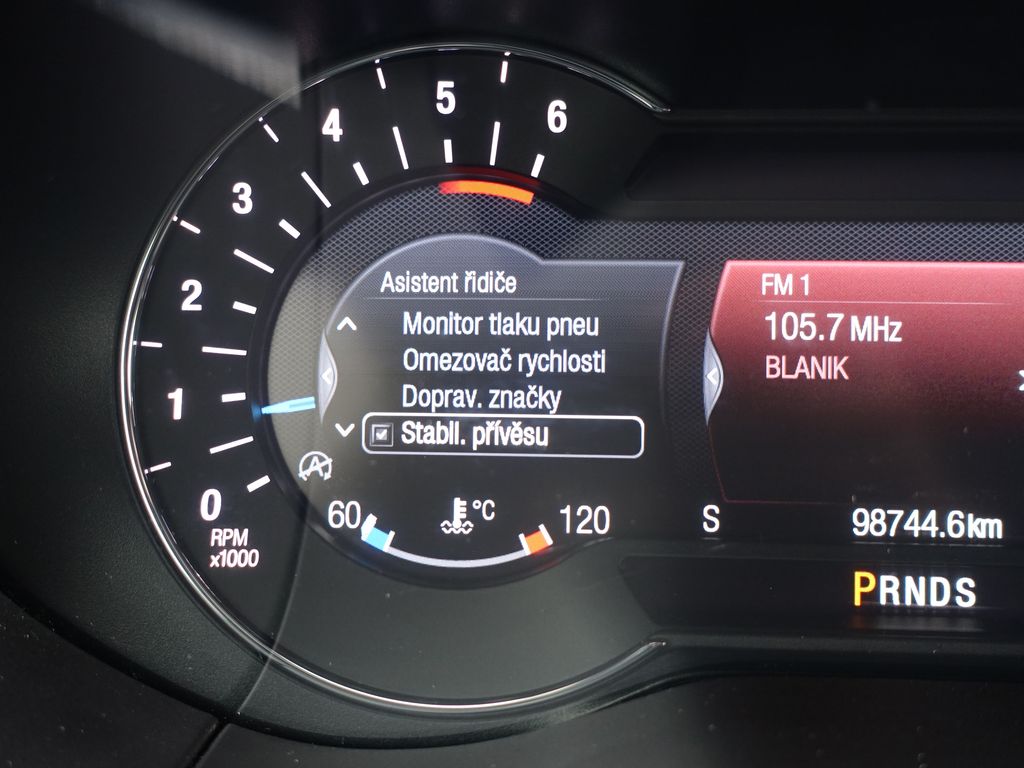 6
5
4
3
2
1
0
RPM
x1000
Asistent řidiče
Monitor tlaku pneu
Omezovač rychlosti
Doprav. značky
Stabil. přívěsu
A
60
°C
120
FM 1
105.7 MHz
BLANIK
S
98744.6km
PRNDS